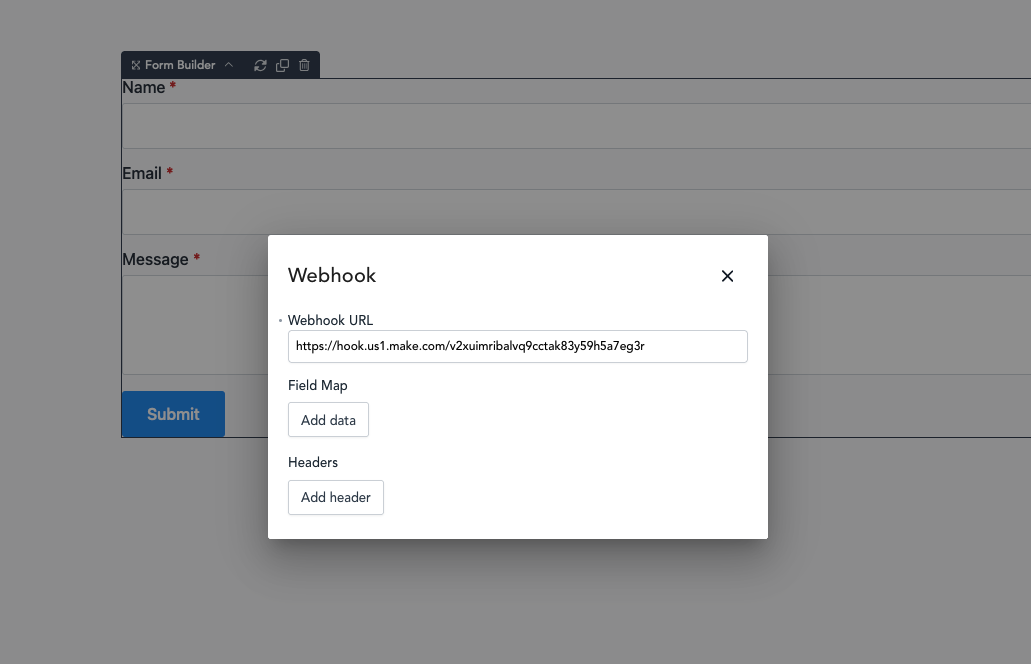 Form Builder
Name *
Email *
Message *
Submit
Webhook
* Webhook URL
https://hook.us1.make.com/v2xuimribalvq9cctak83y59h5a7eg3r
Field Map
Add data
Headers
Add header